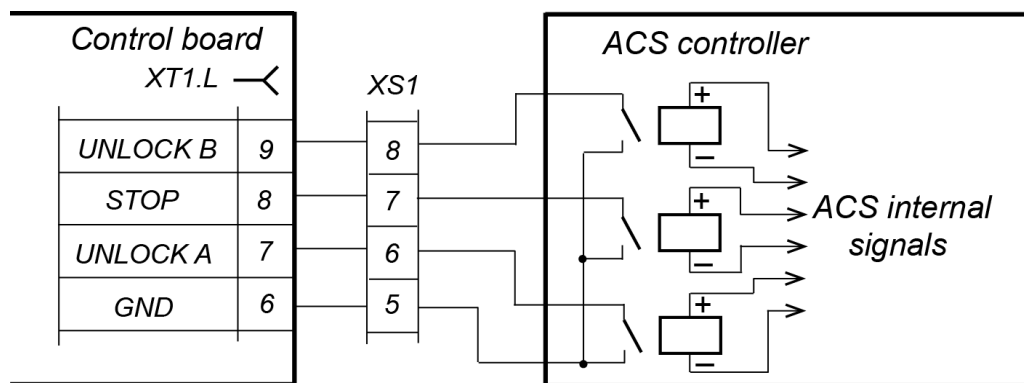 Control board
ACS controller
XT1.L
XS1
UNLOCK B 9
8
STOP 8
7
UNLOCK A 7
6
GND 6
5
+
−
+
−
+
−
ACS internal
signals